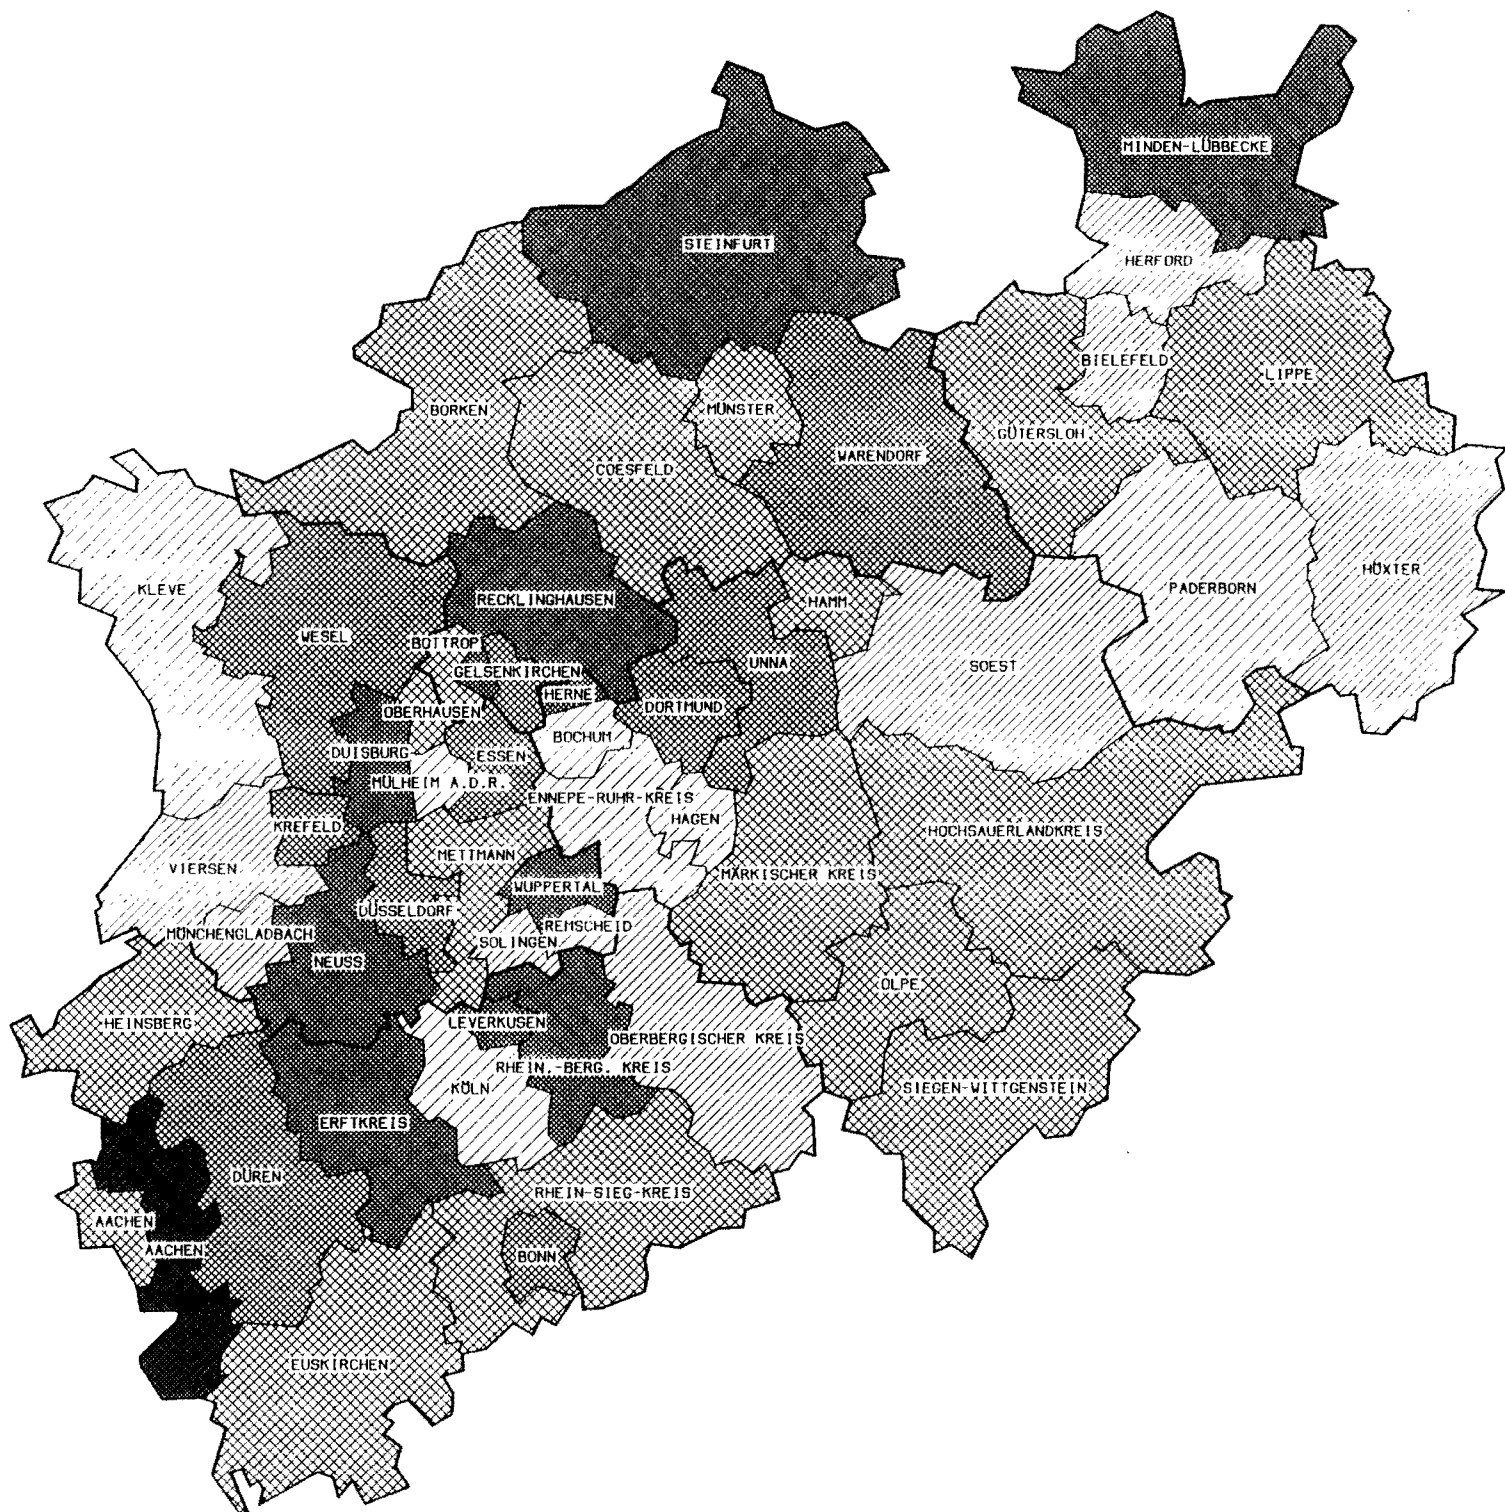 MINDEN-LÜBBECKE
STEINFURT
HERFORD
BIELEFELD
LIPPE
BORKEN
MÜNSTER
GÜTERSLOH
WARENDORF
COESFELD
HÖXTER
KLEVE
PADERBORN
RECKLINGHAUSEN
HAMM
WESEL
BOTTROP
UNNA
SOEST
GELSENKIRCHEN
HERNE
OBERHAUSEN
DORTMUND
BOCHUM
DUISBURG
ESSEN
MÜLHEIM A.D.R.
ENNEPE-RUHR-KREIS
HAGEN
KREFELD
HOCHSAUERLANDKREIS
METTMANN
VIERSEN
MÄRKISCHER KREIS
WUPPERTAL
DÜSSELDORF
REMSCHEID
MÖNCHENGLADBACH
SOLINGEN
NEUSS
OLPE
HEINSBERG
LEVERKUSEN
OBERBERGISCHER KREIS
RHEIN.-BERG. KREIS
KÖLN
SIEGEN-WITTGENSTEIN
ERFTKREIS
DÜREN
RHEIN-SIEG-KREIS
AACHEN
AACHEN
BONN
EUSKIRCHEN